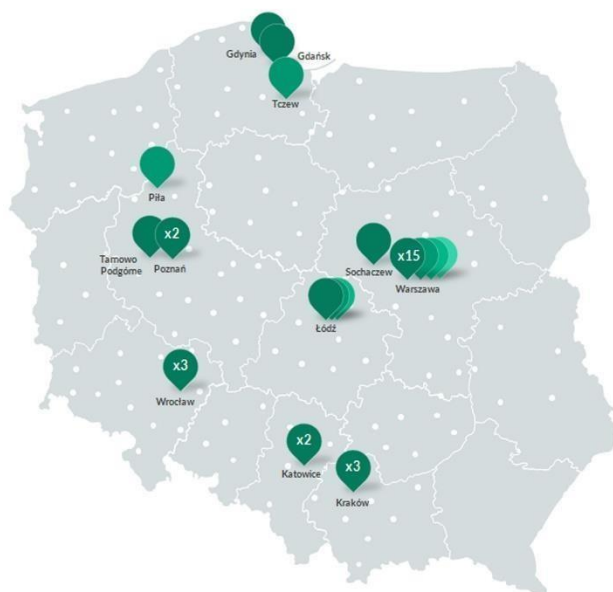 Gdynia
Gdańsk
Tczew
Piła
x2
Tarnowo
Podgórne
Poznań
Sochaczew
x15
Warszawa
Łódź
x3
Wrocław
x2
Katowice
x3
Kraków